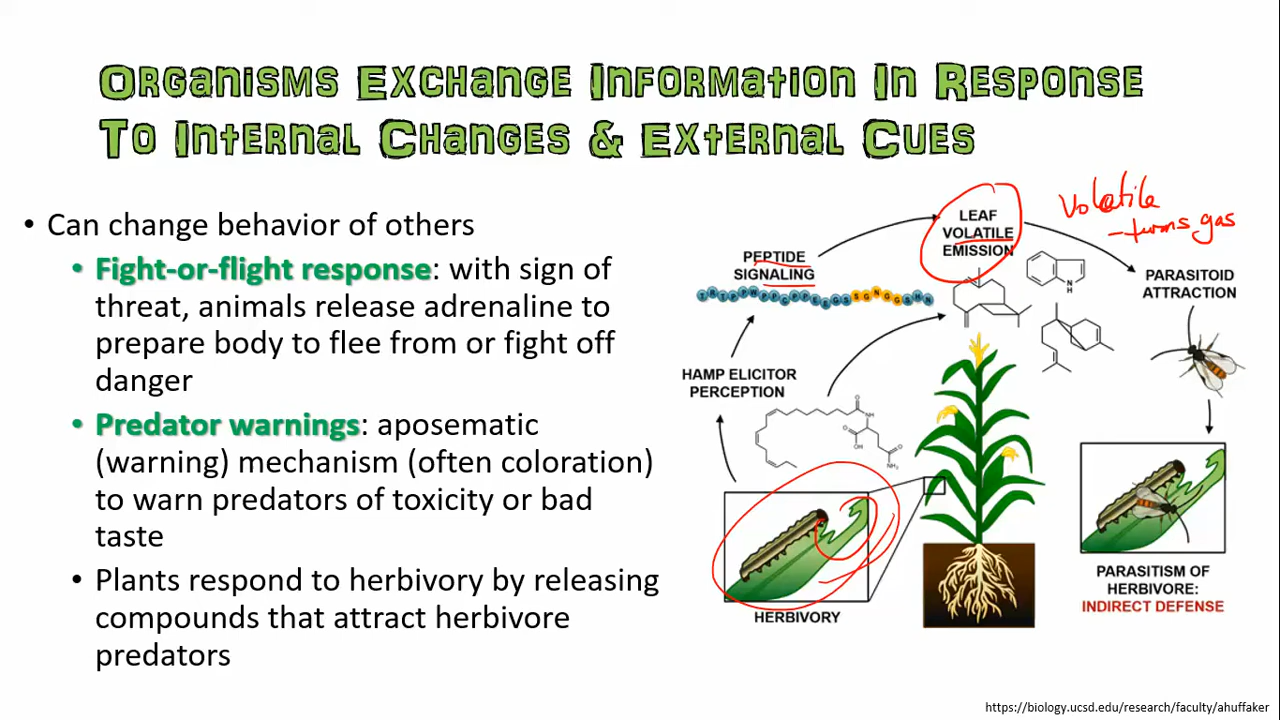 Organisms Exchange Information In Response
To Internal Changes & External Cues
• Can change behavior of others
• Fight-or-flight response: with sign of
threat, animals release adrenaline to
prepare body to flee from or fight off
danger
• Predator warnings: aposematic
(warning) mechanism (often coloration)
to warn predators of toxicity or bad
taste
• Plants respond to herbivory by releasing
compounds that attract herbivore
predators
LEAF
VOLATILE
EMISSION
Volatile
- turns gas
PEPTIDE
SIGNALING
PARASITOID
ATTRACTION
HAMP ELICITOR
PERCEPTION
N
H
O
NH
O
OH
O
NH₂
HERBIVORY
PARASITISM OF
HERBIVORE:
INDIRECT DEFENSE
https://biology.ucsd.edu/research/faculty/ahuffaker